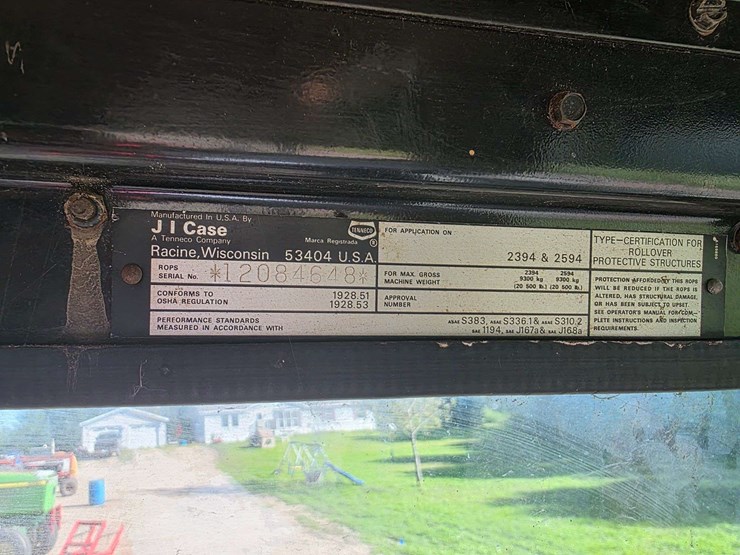 Manufactured In U.S.A. By
J I Case
A Tenneco Company
Marca Registrada
TENNECO
®
Racine, Wisconsin 53404 U.S.A.
ROPS
SERIAL No. *12084648*
CONFORMS TO
OSHA REGULATION
1928.51
1928.53
PERFORMANCE STANDARDS
MEASURED IN ACCORDANCE WITH
ASAE S383, ASAE S336.1 & ASAE S310.2
SAE 1194, SAE J167a & SAE J168a
FOR APPLICATION ON
2394 & 2594
FOR MAX. GROSS
MACHINE WEIGHT
2394 2594
9300 kg 9300 kg
(20 500 lb.) (20 500 lb.)
APPROVAL
NUMBER
TYPE-CERTIFICATION FOR
ROLLOVER
PROTECTIVE STRUCTURES
PROTECTION AFFORDED BY THIS ROPS
WILL BE REDUCED IF THE ROPS IS
ALTERED, HAS STRUCTURAL DAMAGE,
OR HAS BEEN SUBJECT TO UPSET.
SEE OPERATOR'S MANUAL FOR COM-
PLETE INSTRUCTIONS AND INSPECTION
REQUIREMENTS.